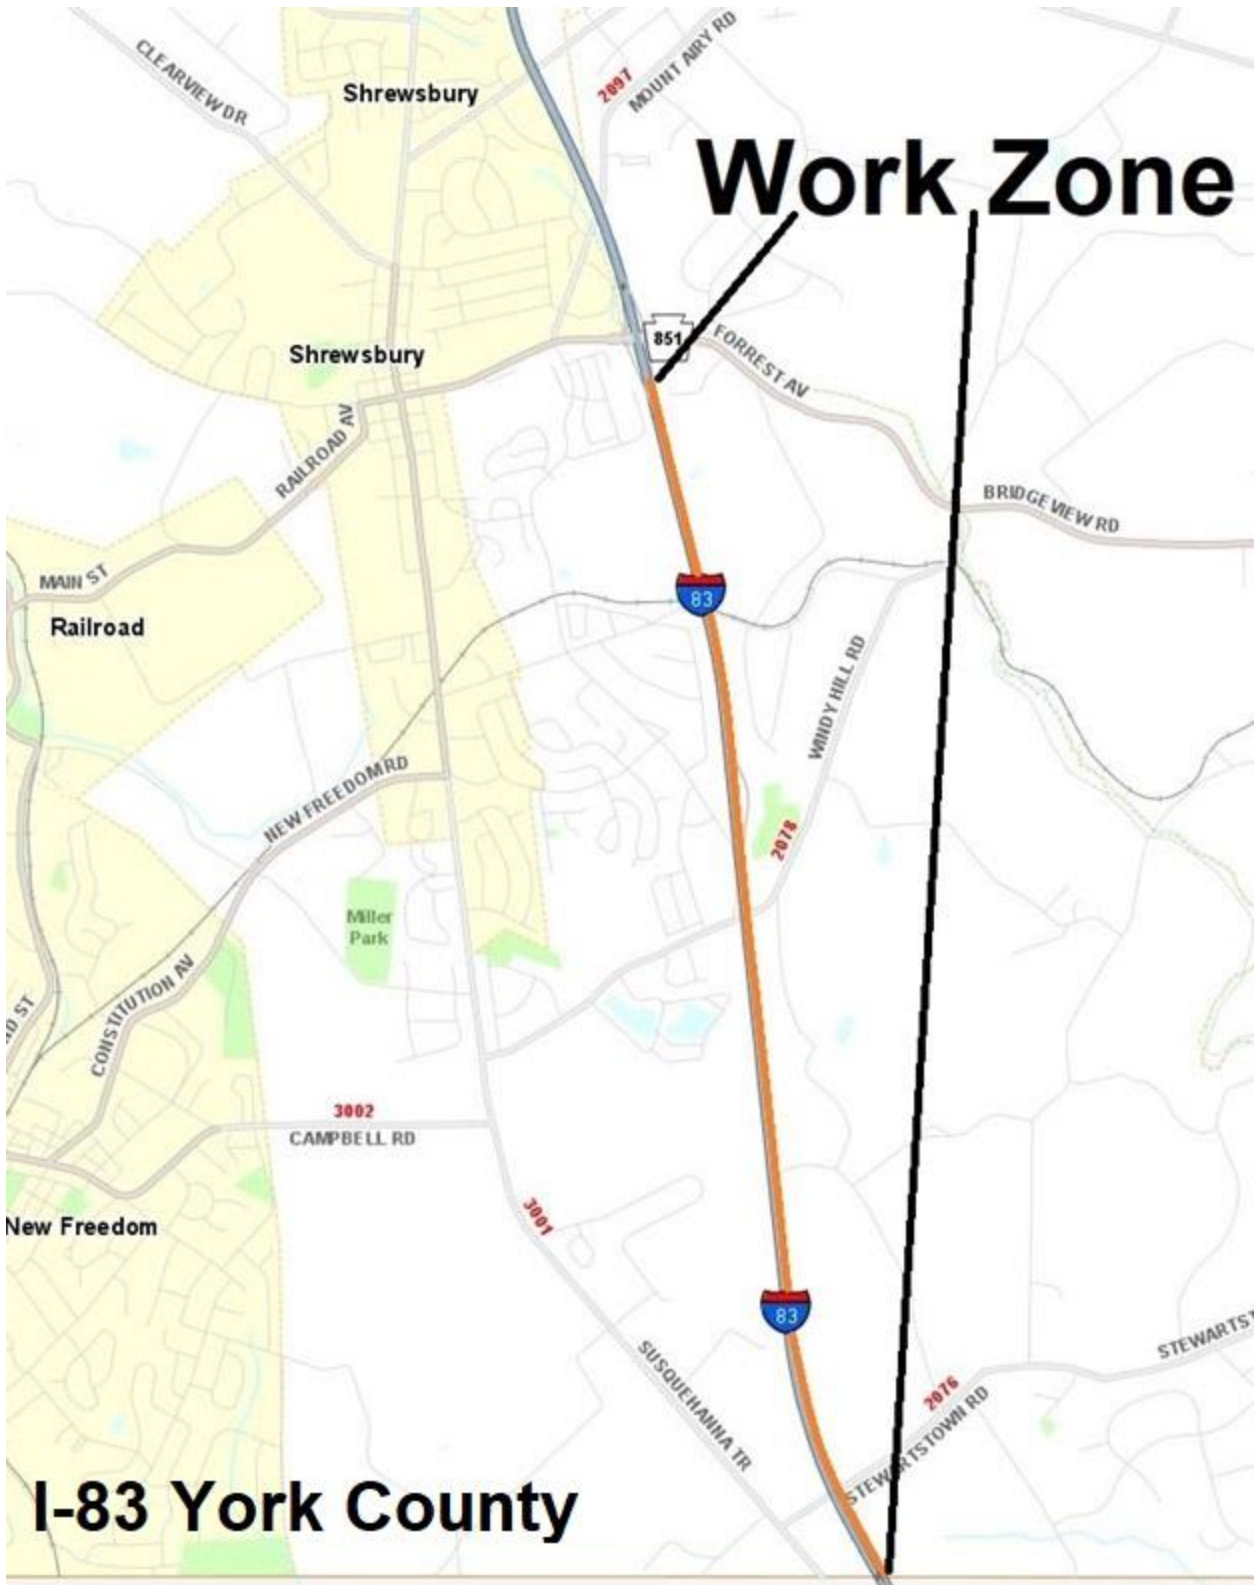 CLEARVIEW DR
Shrewsbury
2097
MOUNT AIRY RD
Work Zone
851
FORREST AV
Shrewsbury
RAILROAD AV
BRIDGEVIEW RD
MAIN ST
Railroad
83
WINDY HILL RD
NEW FREEDOM RD
2078
Miller
Park
CONSTITUTION AV
ST
3002
CAMPBELL RD
3001
New Freedom
83
SUSQUEHANNA TR
2076
STEWARTSTOWN RD
STEWARTST
I-83 York County